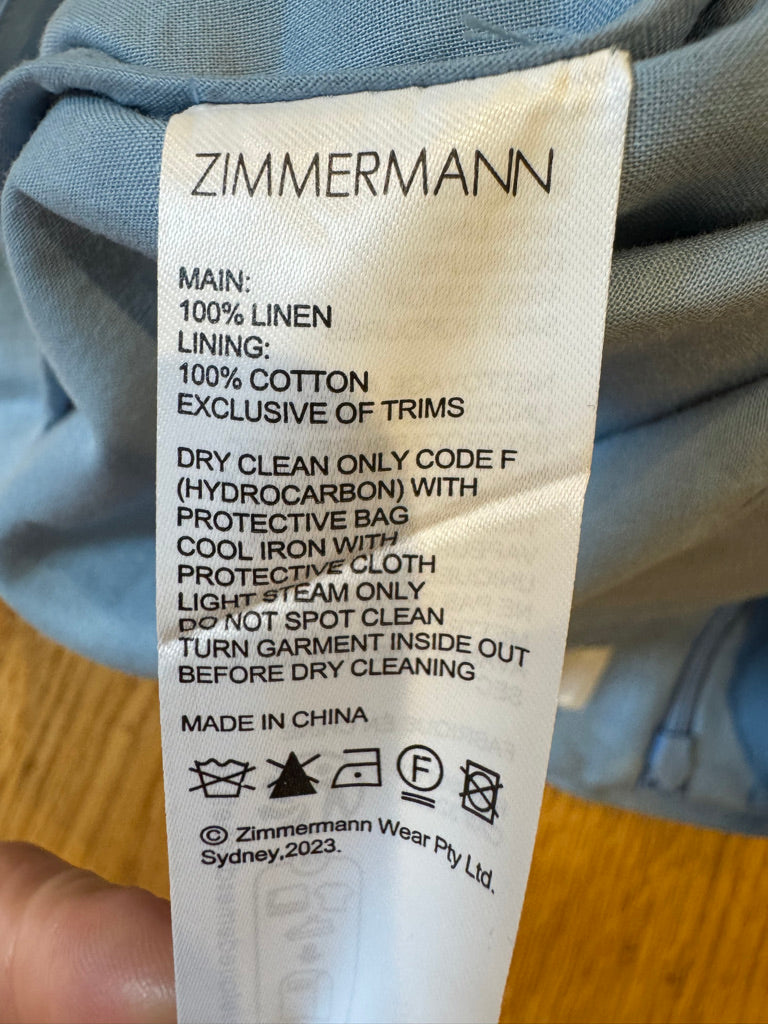 ZIMMERMANN
MAIN:
100% LINEN
LINING:
100% COTTON
EXCLUSIVE OF TRIMS
DRY CLEAN ONLY CODE F
(HYDROCARBON) WITH
PROTECTIVE BAG
COOL IRON WITH
PROTECTIVE CLOTH
LIGHT STEAM ONLY
DO NOT SPOT CLEAN
TURN GARMENT INSIDE OUT
BEFORE DRY CLEANING
MADE IN CHINA
F
© Zimmermann Wear Pty Ltd.
Sydney,2023.